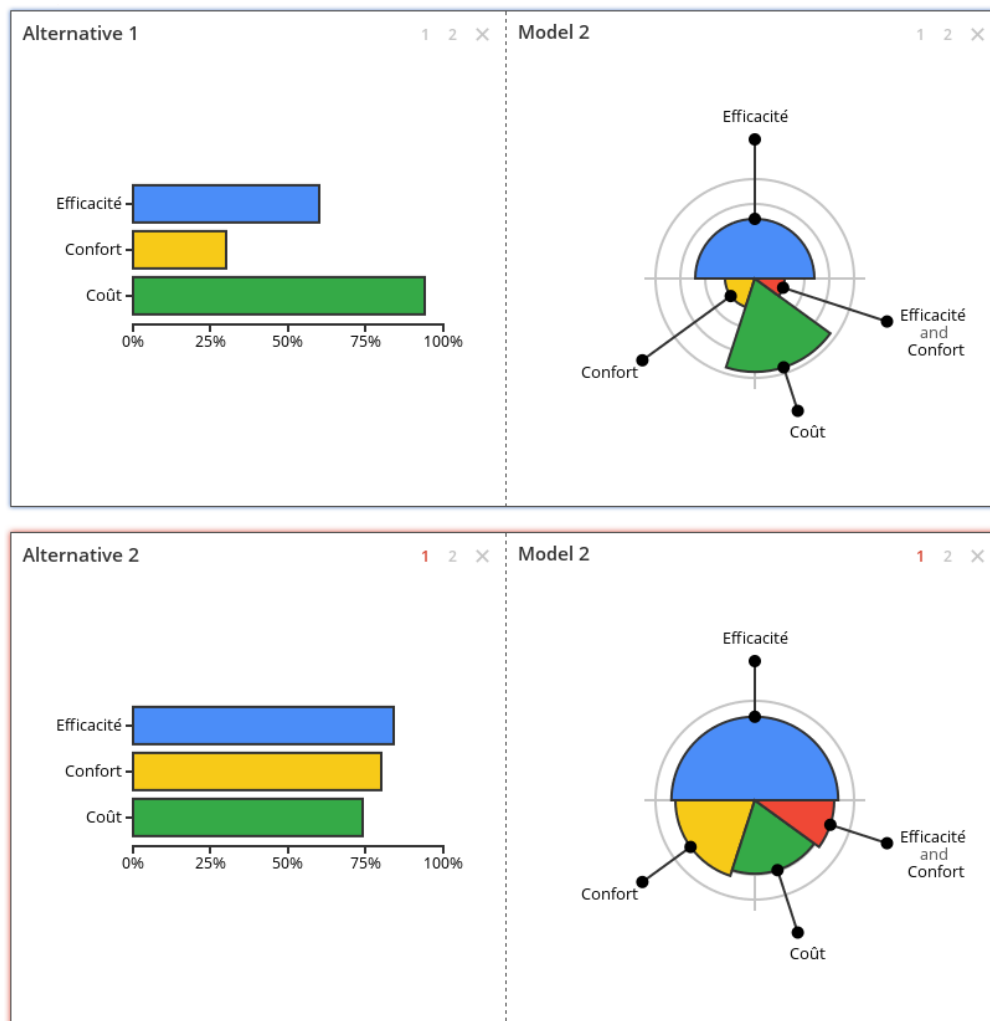 Alternative 1
1 2 ×
Efficacité
Confort
Coût
0% 25% 50% 75% 100%
Model 2
1 2 ×
Efficacité
Efficacité
and
Confort
Confort
Coût
Alternative 2
1 2 ×
Efficacité
Confort
Coût
0% 25% 50% 75% 100%
Model 2
1 2 ×
Efficacité
Efficacité
and
Confort
Confort
Coût